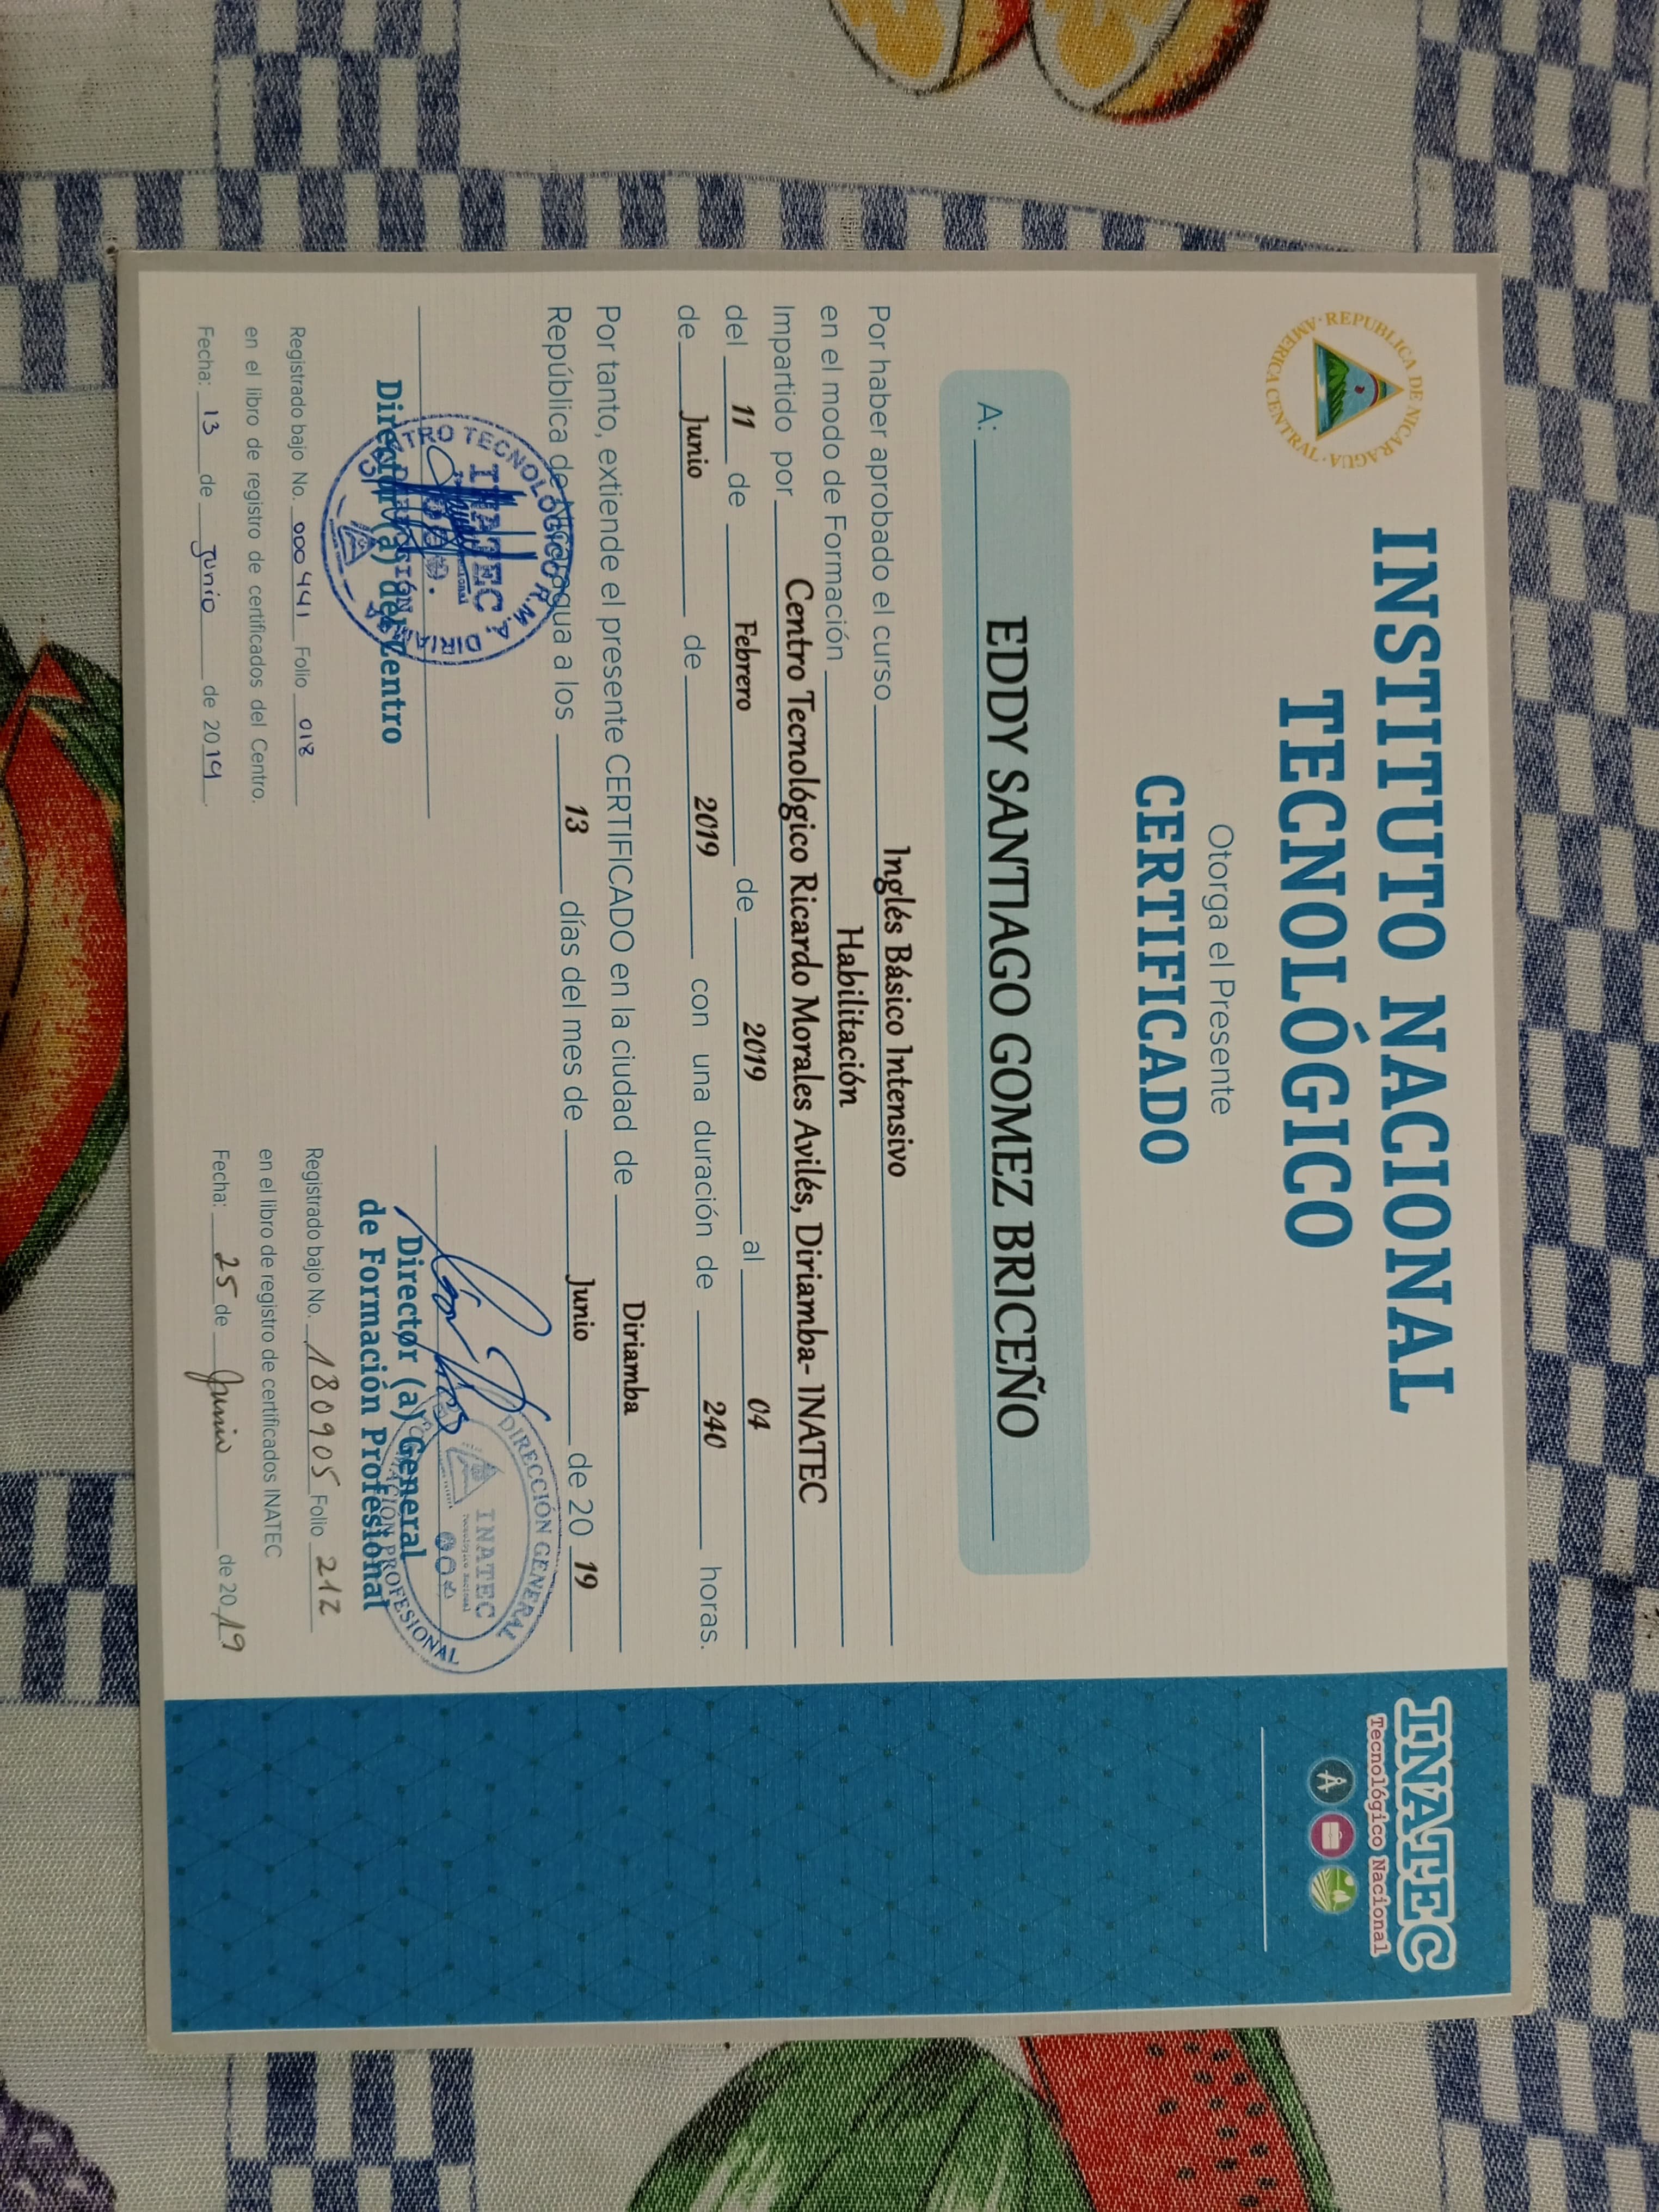 REPUBLICA DE NICARAGUA
AMERICA CENTRAL
INSTITUTO NACIONAL
TECNOLÓGICO
INATEC
Tecnológico Nacional
Otorga el Presente
CERTIFICADO
A: EDDY SANTIAGO GOMEZ BRICEÑO
Por haber aprobado el curso Inglés Básico Intensivo
en el modo de Formación Habilitación
Impartido por Centro Tecnológico Ricardo Morales Avilés, Diriamba- INATEC
del 11 de Febrero de 2019 al 04
de Junio de 2019 con una duración de 240 horas.
Por tanto, extiende el presente CERTIFICADO en la ciudad de Diriamba
República de Nicaragua a los 13 días del mes de Junio de 20 19
CENTRO TECNOLÓGICO R.M.A. DIRIAMBA
INATEC
DIRECCIÓN
Director (a) del Centro
Registrado bajo No. 000441 Folio 018
en el libro de registro de certificados del Centro.
Fecha: 13 de Junio de 2019
DIRECCIÓN GENERAL
INATEC
Tecnológico Nacional
DE FORMACIÓN PROFESIONAL
Director (a) General
de Formación Profesional
Registrado bajo No. 180905 Folio 212
en el libro de registro de certificados INATEC
Fecha: 25 de Junio de 2019